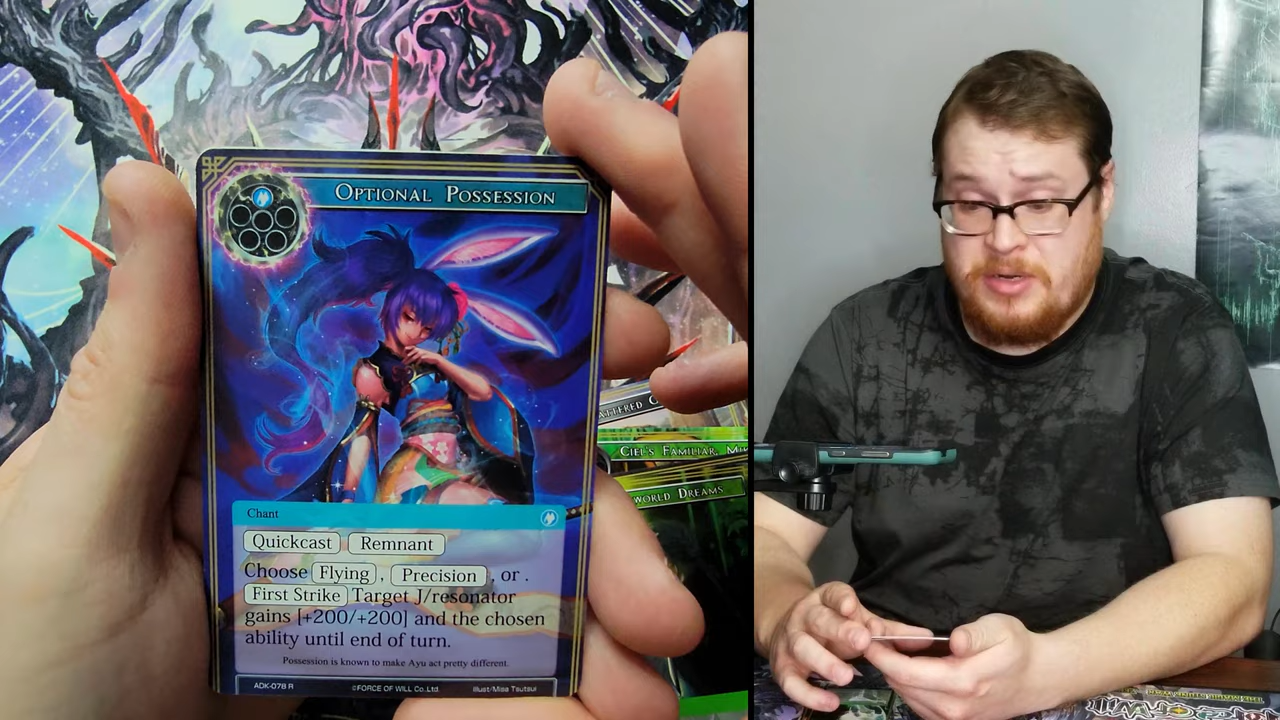 OPTIONAL POSSESSION
Chant
Quickcast Remnant
Choose Flying , Precision , or .
First Strike Target J/resonator
gains [+200/+200] and the chosen
ability until end of turn.
Possession is known to make Ayu act pretty different.
ADK-078 R ©FORCE OF WILL Co.,Ltd. Illust/Misa Tsutsui
CIEL'S FAMILIAR,
WORLD DREAMS